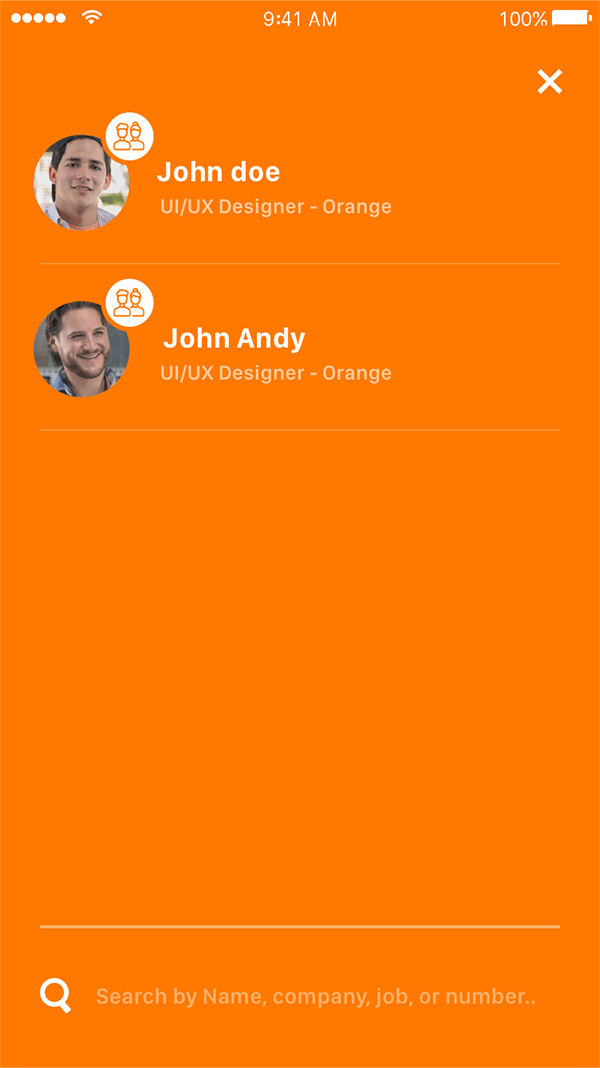 9:41 AM 100%
John doe
UI/UX Designer - Orange
John Andy
UI/UX Designer - Orange
Search by Name, company, job, or number..